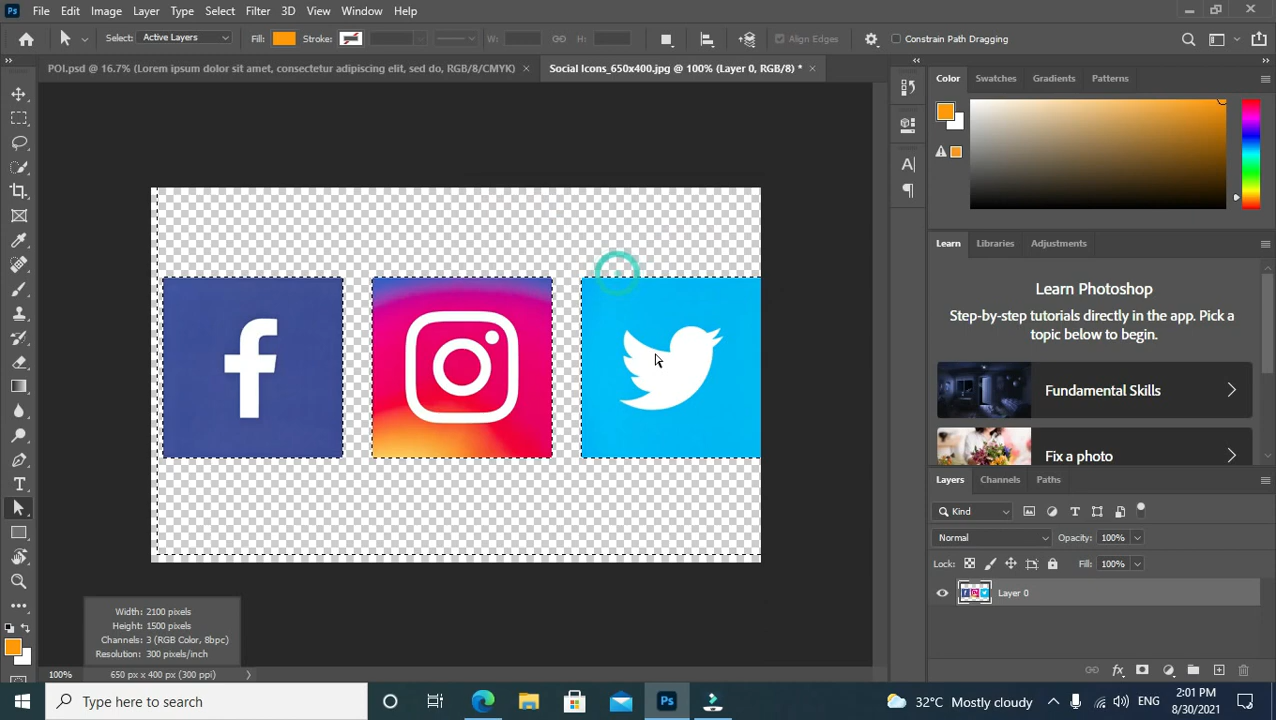 Ps File Edit Image Layer Type Select Filter 3D View Window Help
Select: Active Layers Fill: Stroke: W: H: Align Edges Constrain Path Dragging
POI.psd @ 16.7% (Lorem ipsum dolor sit amet, consectetur adipiscing elit, sed do, RGB/8/CMYK) × Social Icons_650x400.jpg @ 100% (Layer 0, RGB/8) * ×
Color Swatches Gradients Patterns
Learn Libraries Adjustments
Learn Photoshop
Step-by-step tutorials directly in the app. Pick a
topic below to begin.
Fundamental Skills
Fix a photo
Layers Channels Paths
Kind
Normal Opacity: 100%
Lock: Fill: 100%
Layer 0
Width: 2100 pixels
Height: 1500 pixels
Channels: 3 (RGB Color, 8bpc)
Resolution: 300 pixels/inch
100% 650 px x 400 px (300 ppi)
Type here to search
Ps
32°C Mostly cloudy
ENG
2:01 PM
8/30/2021